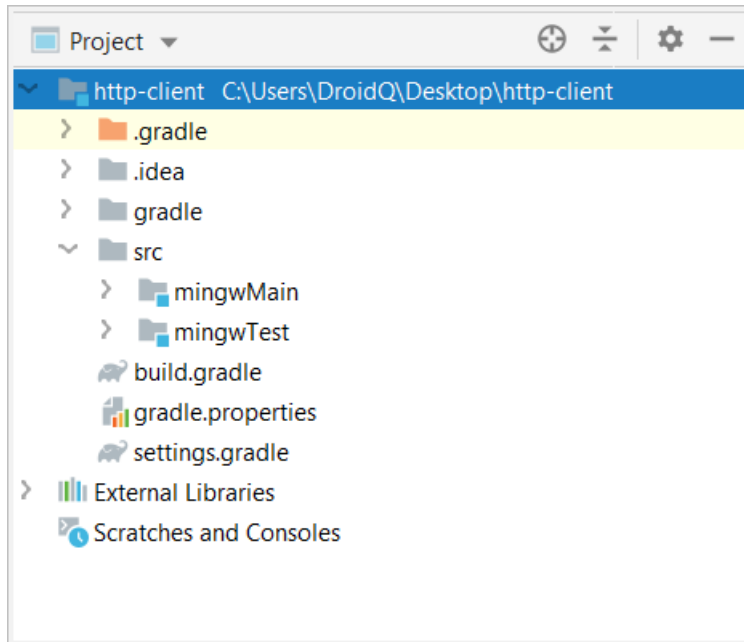 Project
http-client C:\Users\DroidQ\Desktop\http-client
.gradle
.idea
gradle
src
mingwMain
mingwTest
build.gradle
gradle.properties
settings.gradle
External Libraries
Scratches and Consoles